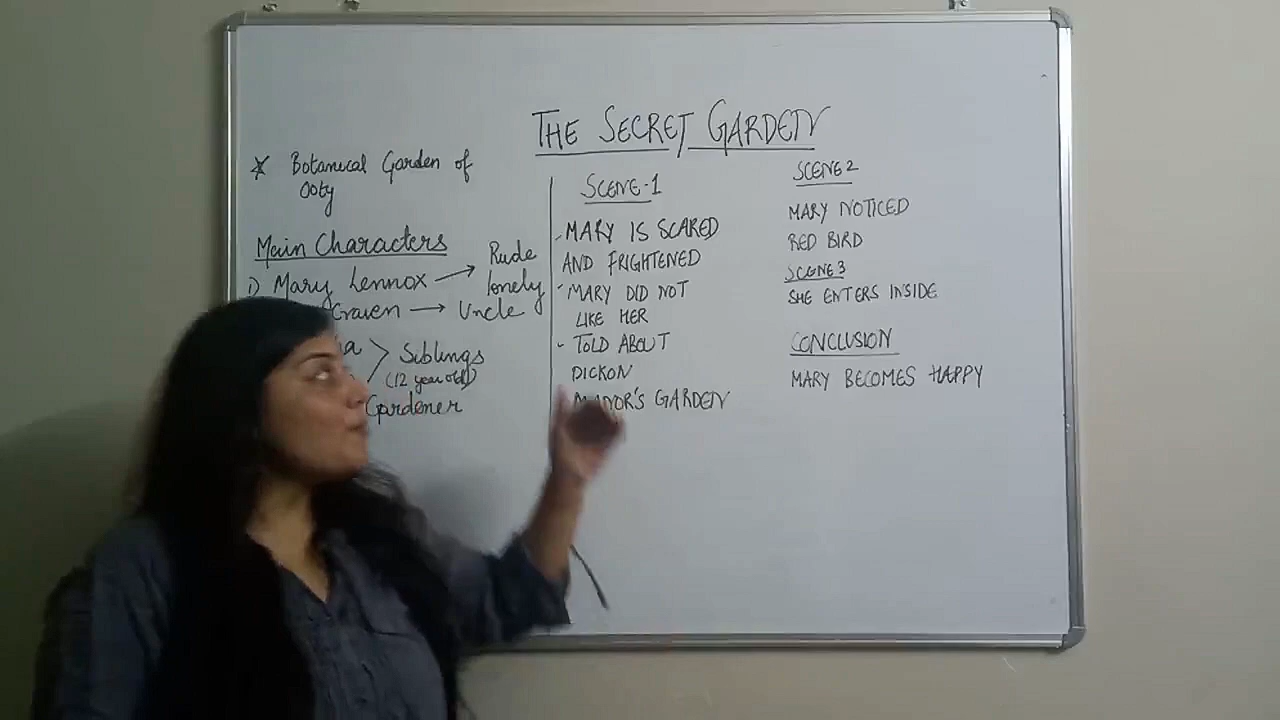 THE SECRET GARDEN
* Botanical Garden of
Ooty
Main Characters
1) Mary Lennox → Rude
lonely
Craven → Uncle
Siblings
(12 year old)
Gardener
SCENE-1
- MARY IS SCARED
AND FRIGHTENED
- MARY DID NOT
LIKE HER
- TOLD ABOUT
DICKON
MANOR'S GARDEN
SCENE 2
MARY NOTICED
RED BIRD
SCENE 3
SHE ENTERS INSIDE
CONCLUSION
MARY BECOMES HAPPY